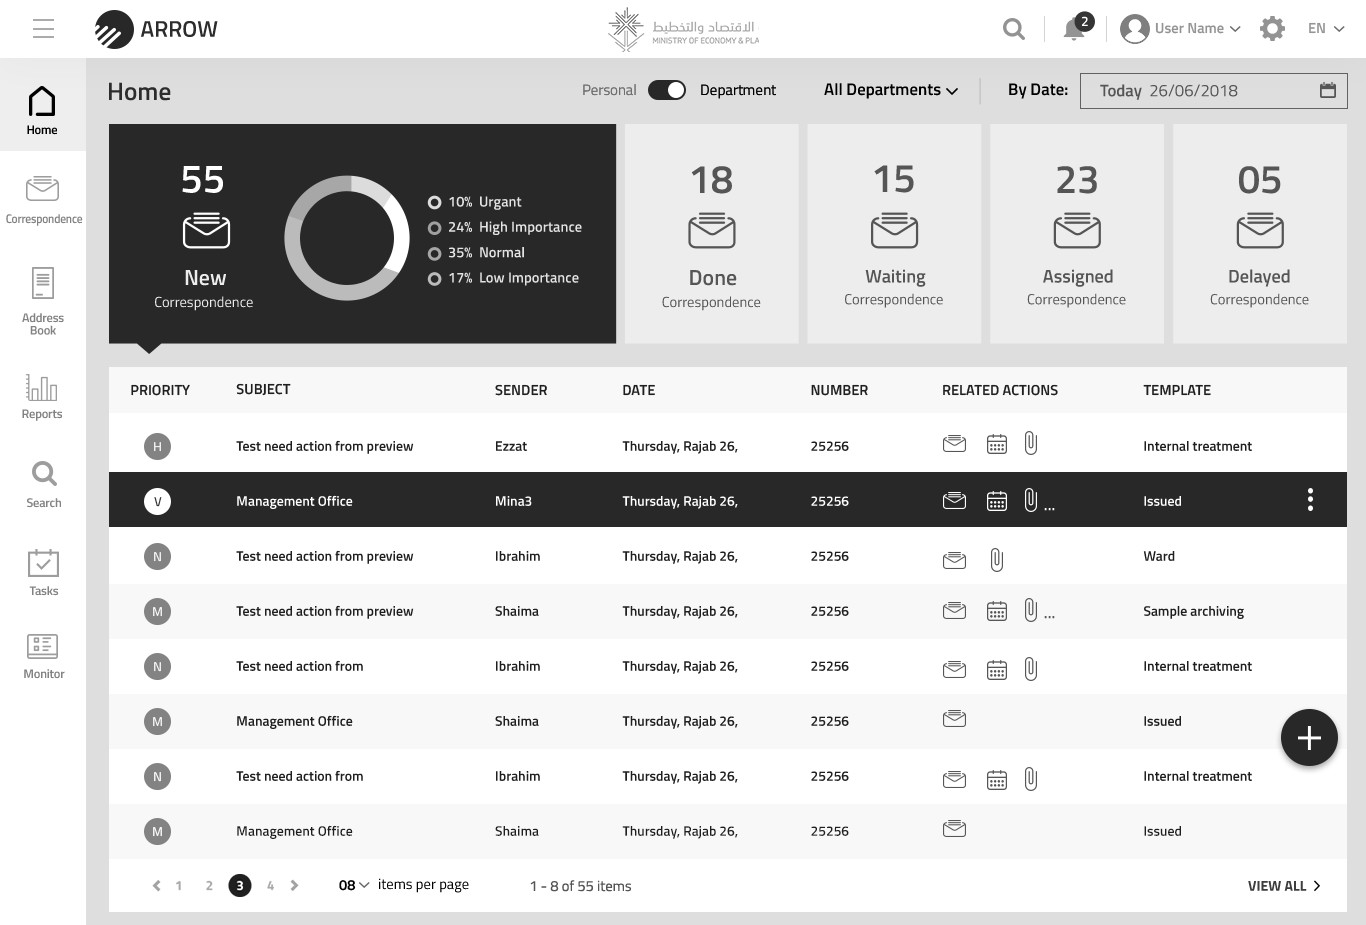 ARROW
الاقتصاد والتخطيط
MINISTRY OF ECONOMY & PLA
2
User Name
EN
Home
Correspondence
Address
Book
Reports
Search
Tasks
Monitor
Home
Personal
Department
All Departments
By Date:
Today 26/06/2018
55
New
Correspondence
10% Urgant
24% High Importance
35% Normal
17% Low Importance
18
Done
Correspondence
15
Waiting
Correspondence
23
Assigned
Correspondence
05
Delayed
Correspondence
PRIORITY SUBJECT SENDER DATE NUMBER RELATED ACTIONS TEMPLATE
H Test need action from preview Ezzat Thursday, Rajab 26, 25256 Internal treatment
V Management Office Mina3 Thursday, Rajab 26, 25256 ... Issued
N Test need action from preview Ibrahim Thursday, Rajab 26, 25256 Ward
M Test need action from preview Shaima Thursday, Rajab 26, 25256 ... Sample archiving
N Test need action from Ibrahim Thursday, Rajab 26, 25256 Internal treatment
M Management Office Shaima Thursday, Rajab 26, 25256 Issued
N Test need action from Ibrahim Thursday, Rajab 26, 25256 Internal treatment
M Management Office Shaima Thursday, Rajab 26, 25256 Issued
1 2 3 4 08 items per page 1 - 8 of 55 items VIEW ALL